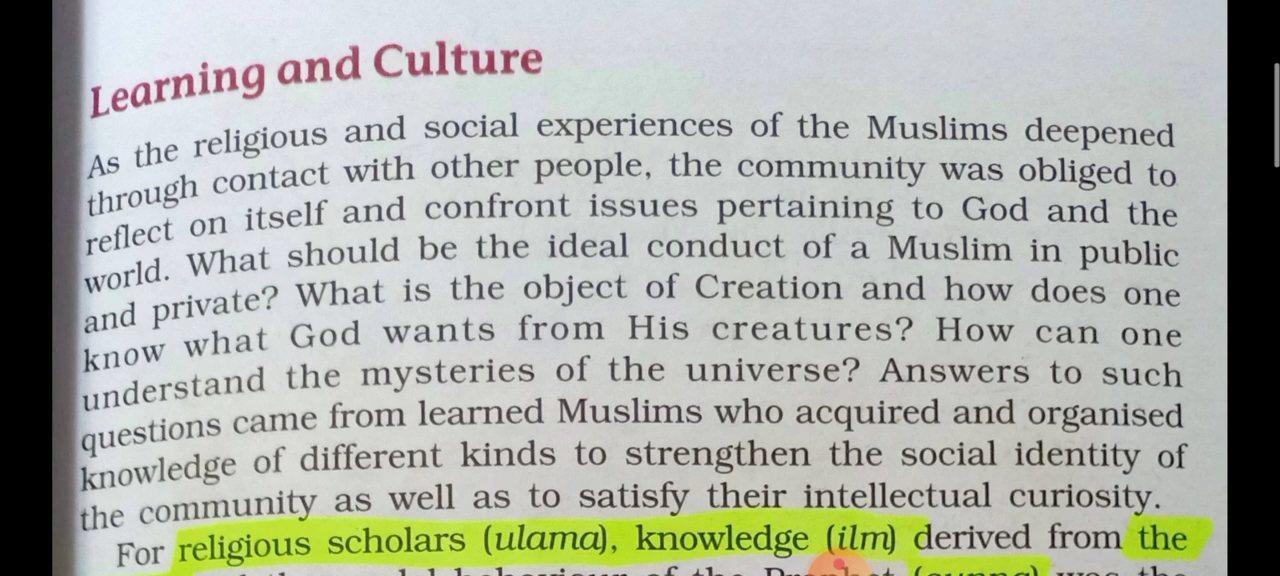 Learning and Culture
As the religious and social experiences of the Muslims deepened
through contact with other people, the community was obliged to
reflect on itself and confront issues pertaining to God and the
world. What should be the ideal conduct of a Muslim in public
and private? What is the object of Creation and how does one
know what God wants from His creatures? How can one
understand the mysteries of the universe? Answers to such
questions came from learned Muslims who acquired and organised
knowledge of different kinds to strengthen the social identity of
the community as well as to satisfy their intellectual curiosity.
For religious scholars (ulama), knowledge (ilm) derived from the
of the